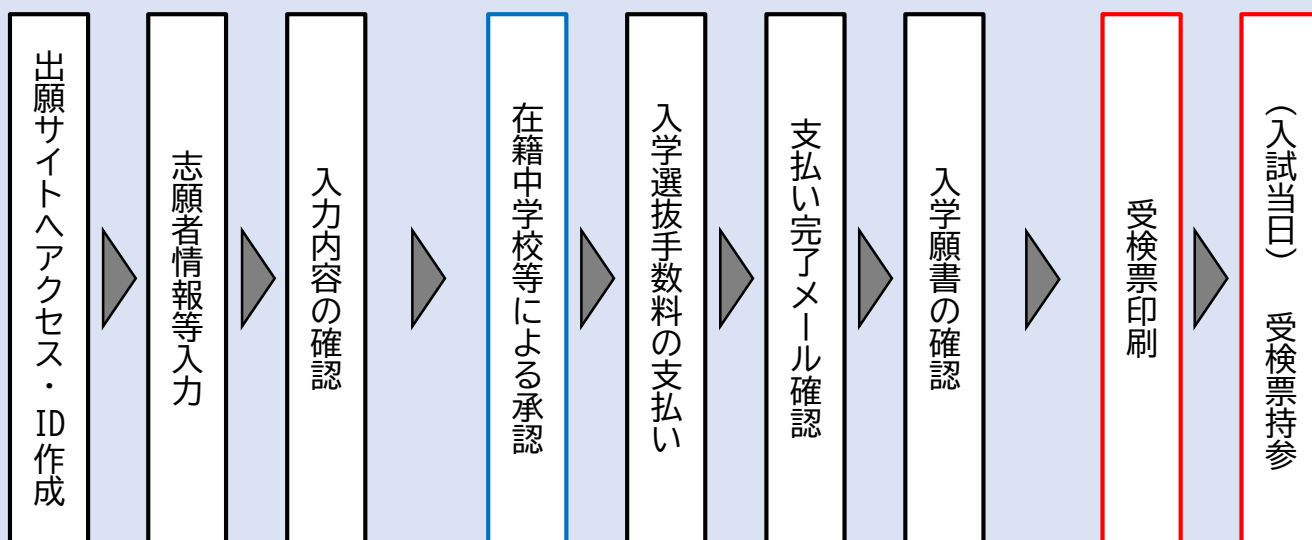 出願サイトへアクセス・ID作成
志願者情報等入力
入力内容の確認
在籍中学校等による承認
入学選抜手数料の支払い
支払い完了メール確認
入学願書の確認
受検票印刷
（入試当日）　受検票持参